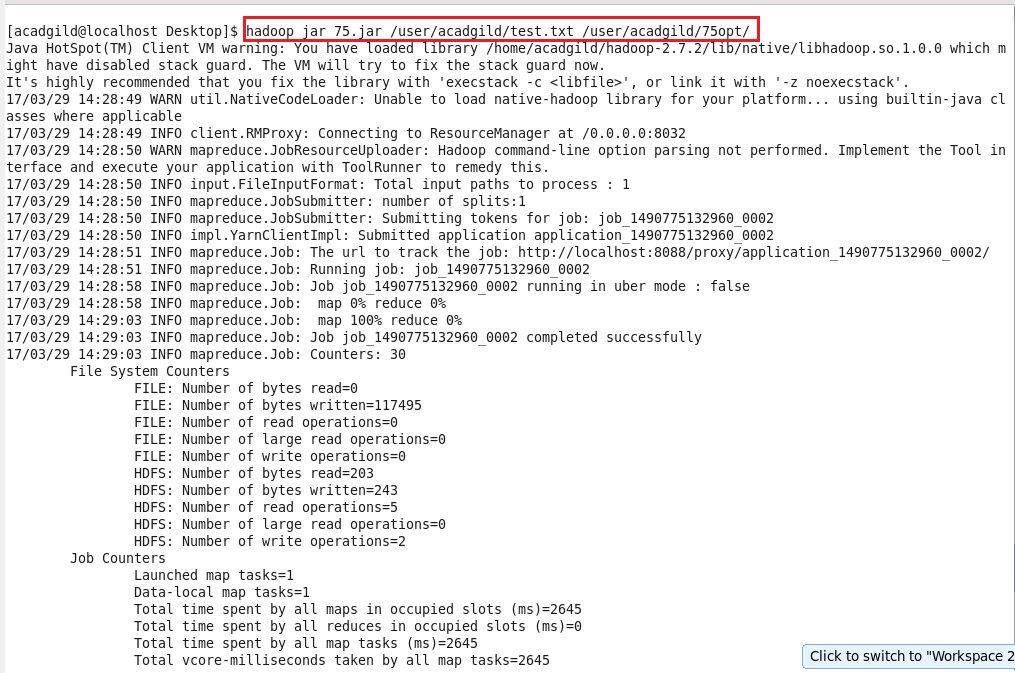 [acadgild@localhost Desktop]$ hadoop jar 75.jar /user/acadgild/test.txt /user/acadgild/75opt/
Java HotSpot(TM) Client VM warning: You have loaded library /home/acadgild/hadoop-2.7.2/lib/native/libhadoop.so.1.0.0 which m
ight have disabled stack guard. The VM will try to fix the stack guard now.
It's highly recommended that you fix the library with 'execstack -c <libfile>', or link it with '-z noexecstack'.
17/03/29 14:28:49 WARN util.NativeCodeLoader: Unable to load native-hadoop library for your platform... using builtin-java cl
asses where applicable
17/03/29 14:28:49 INFO client.RMProxy: Connecting to ResourceManager at /0.0.0.0:8032
17/03/29 14:28:50 WARN mapreduce.JobResourceUploader: Hadoop command-line option parsing not performed. Implement the Tool in
terface and execute your application with ToolRunner to remedy this.
17/03/29 14:28:50 INFO input.FileInputFormat: Total input paths to process : 1
17/03/29 14:28:50 INFO mapreduce.JobSubmitter: number of splits:1
17/03/29 14:28:50 INFO mapreduce.JobSubmitter: Submitting tokens for job: job_1490775132960_0002
17/03/29 14:28:50 INFO impl.YarnClientImpl: Submitted application application_1490775132960_0002
17/03/29 14:28:51 INFO mapreduce.Job: The url to track the job: http://localhost:8088/proxy/application_1490775132960_0002/
17/03/29 14:28:51 INFO mapreduce.Job: Running job: job_1490775132960_0002
17/03/29 14:28:58 INFO mapreduce.Job: Job job_1490775132960_0002 running in uber mode : false
17/03/29 14:28:58 INFO mapreduce.Job:  map 0% reduce 0%
17/03/29 14:29:03 INFO mapreduce.Job:  map 100% reduce 0%
17/03/29 14:29:03 INFO mapreduce.Job: Job job_1490775132960_0002 completed successfully
17/03/29 14:29:03 INFO mapreduce.Job: Counters: 30
File System Counters
FILE: Number of bytes read=0
FILE: Number of bytes written=117495
FILE: Number of read operations=0
FILE: Number of large read operations=0
FILE: Number of write operations=0
HDFS: Number of bytes read=203
HDFS: Number of bytes written=243
HDFS: Number of read operations=5
HDFS: Number of large read operations=0
HDFS: Number of write operations=2
Job Counters
Launched map tasks=1
Data-local map tasks=1
Total time spent by all maps in occupied slots (ms)=2645
Total time spent by all reduces in occupied slots (ms)=0
Total time spent by all map tasks (ms)=2645
Total vcore-milliseconds taken by all map tasks=2645
Click to switch to "Workspace 2